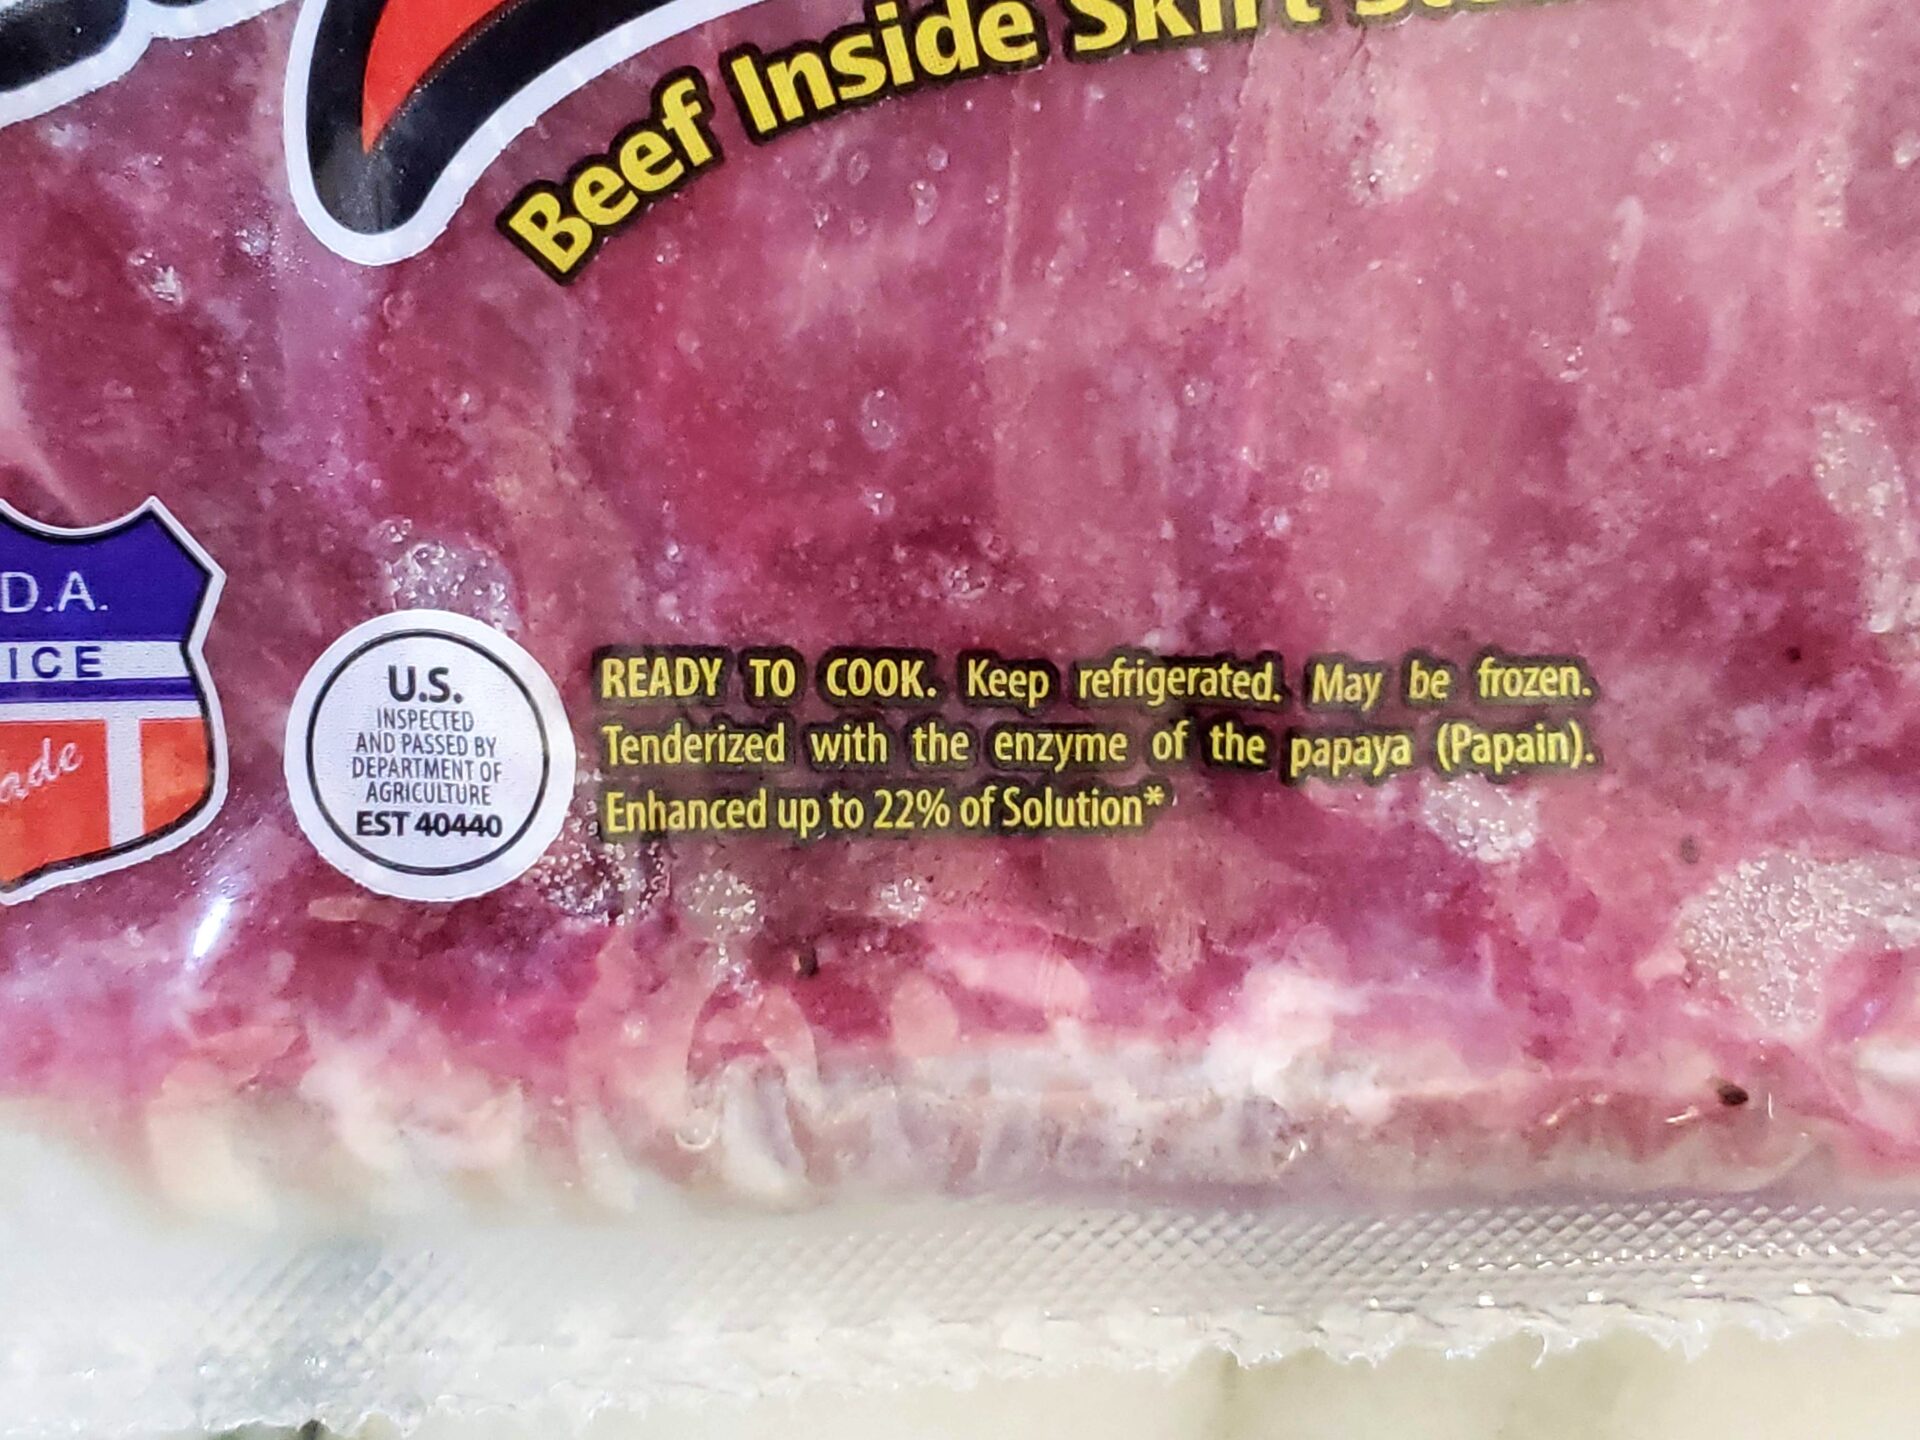 Beef Inside Skirt
D.A.
ICE
ade
U.S.
INSPECTED
AND PASSED BY
DEPARTMENT OF
AGRICULTURE
EST 40440
READY TO COOK. Keep refrigerated. May be frozen.
Tenderized with the enzyme of the papaya (Papain).
Enhanced up to 22% of Solution*